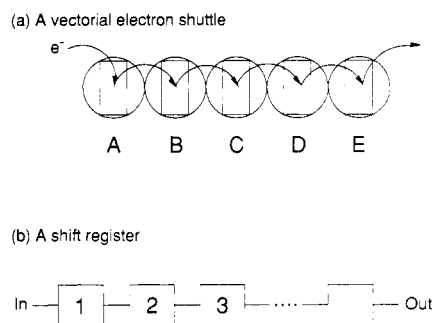 (a) A vectorial electron shuttle
e⁻
A B C D E
(b) A shift register
In 1 2 3 .... Out